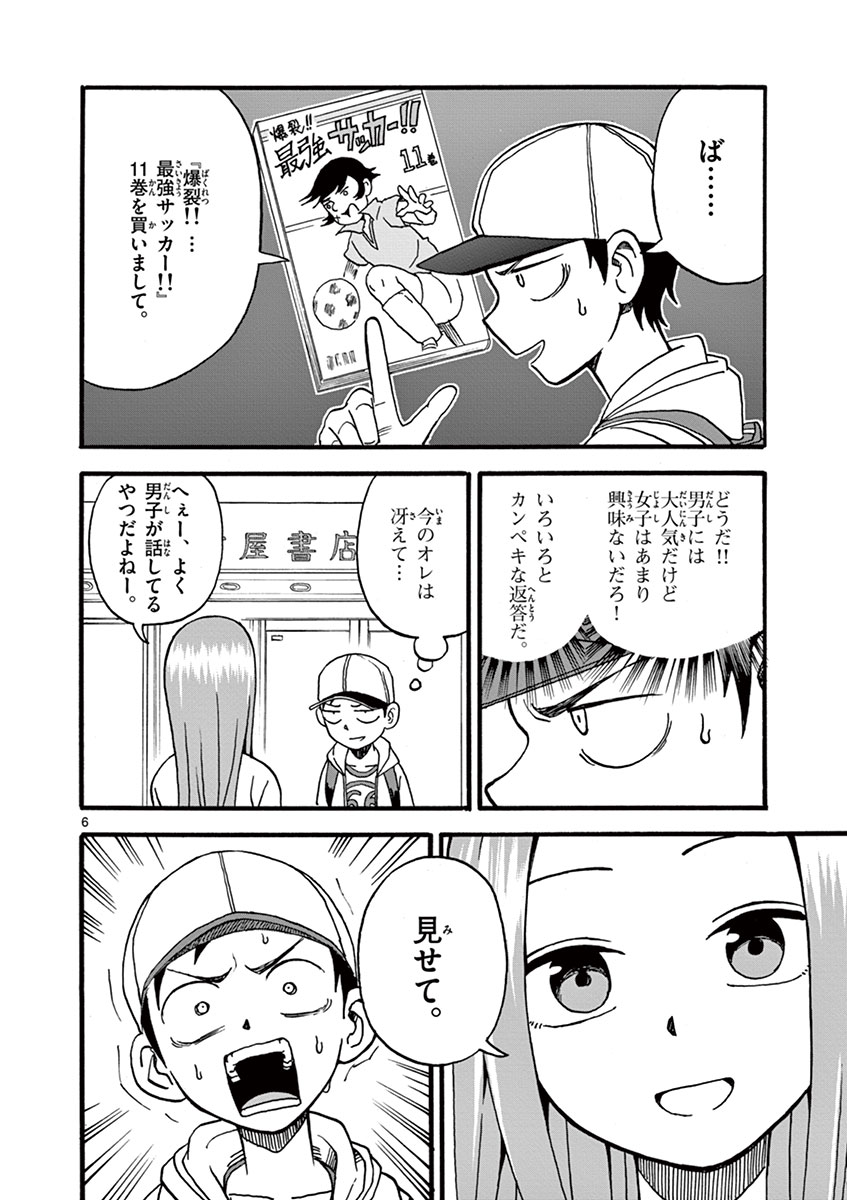 ば……
爆裂!!
最強
サッカー!!
11巻
『爆裂!!…
最強サッカー!!』
11巻を買いまして。
どうだ!!
男子には
大人気だけど
女子はあまり
興味ないだろ!
いろいろと
カンペキな返答だ。
今のオレは
冴えて…
屋書店
へぇー、よく
男子が話してる
やつだよねー。
6
見せて。